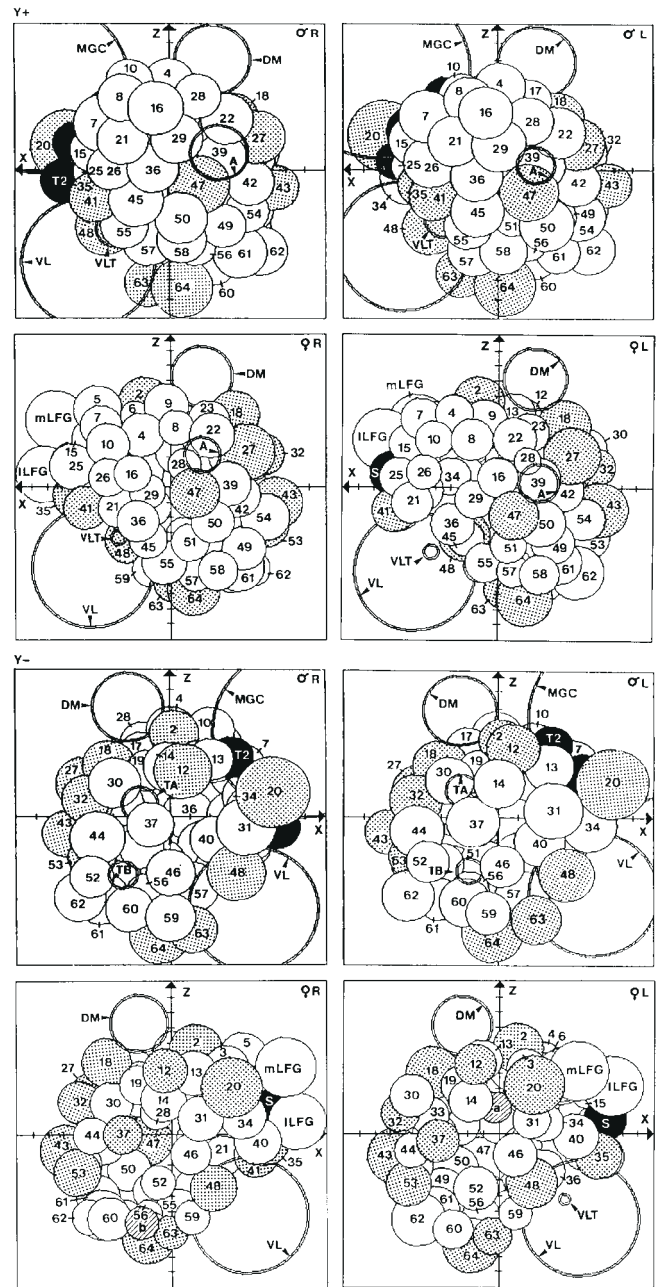 Y+
MGC Z ♂ R
10 4 DM
8 16 28 18
7 22
20 21 29 27
15 39
X 25 26 36 A
T2 35 47 42 43
41 45
50 49 54
48 55
VLT 57 58 56 61 62
VL
63 64 60
MGC Z ♂ L
10 4 DM
8 17
16 18
7 28
20 21 22 27 32
15 29 39
X 25 26 36 A 42 43
35 47
34 41 45
50 49
48 51 54
VLT 55 56
57 58 61 62
VL
63 64 60
Z ♀ R
DM
2
5 9
mLFG 7 6 23 18
8 22
10 4 A
15 27 32
lLFG 25 28
X 26 16 39
29 47 43
35 41 21 42
36 50 54
VLT 48 45 51 49 53
59 55 58 61 62
VL 57
63 64
Z ♀ L
DM
mLFG 2 12
7 4 9 13 18
lLFG 23 30
15 10 8 22
28 27 32
X S 25 26 34 16 39
21 29 A 42 43
41 47
36 50 54
45
VLT 51 49 53
48 55
57 58 61 62
VL
63 64
Y−
DM Z MGC ♂ R
4
28 2 10 T2
17 14 7
18 19 12 13
27 30 TA 20
32 34
36
43 37 31 X
44 40
53 TB 46 48 VL
52 56
62 60 59 57
61 64 63
DM Z MGC ♂ L
10
17 2 T2
12 7
18 19 13
27 30 TA 14 20
32
31
43 37 34 X
44 40
53 52 51 46 VL
TB 56 48
62 60 57
61 59 63
64
DM Z ♀ R
2 5
18 12 13 3 mLFG
27 19 20
32 30 14 S
28 31 34 lLFG
44 37 47 40 X
43 46 21 35
53 50 41
52 48
61 55
62 60 56 59
b 63
64 VL
DM Z ♀ L
4 6
13 2
18 12 3 mLFG
27 19 20 lLFG
30 14 a 15
32 33 31 34 S X
43 37 40
44 47 46 35
53 50
49 52 48 36
61 56 VLT
62 59
60 63
64 VL